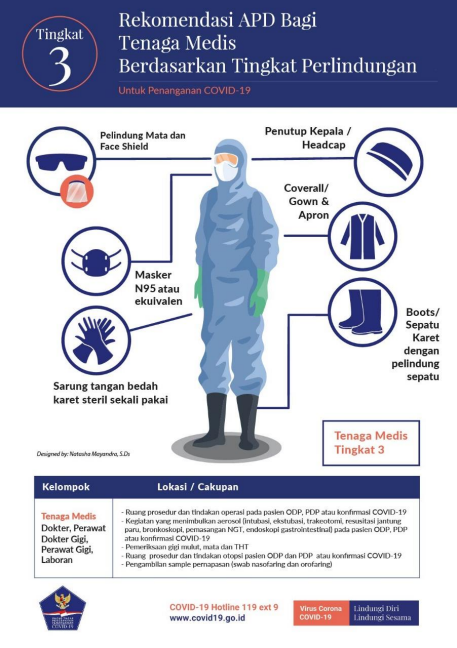 Tingkat
3
Rekomendasi APD Bagi
Tenaga Medis
Berdasarkan Tingkat Perlindungan
Untuk Penanganan COVID-19
Pelindung Mata dan
Face Shield
Penutup Kepala /
Headcap
Coverall/
Gown &
Apron
Masker
N95 atau
ekuivalen
Boots/
Sepatu
Karet
dengan
pelindung
sepatu
Sarung tangan bedah
karet steril sekali pakai
Tenaga Medis
Tingkat 3
Designed by: Natasha Mayandra, S.Ds
Kelompok
Lokasi / Cakupan
Tenaga Medis
Dokter, Perawat
Dokter Gigi,
Perawat Gigi,
Laboran
- Ruang prosedur dan tindakan operasi pada pasien ODP, PDP atau konfirmasi COVID-19
- Kegiatan yang menimbulkan aerosol (intubasi, ekstubasi, trakeotomi, resusitasi jantung
paru, bronkoskopi, pemasangan NGT, endoskopi gastrointestinal) pada pasien ODP, PDP
atau konfirmasi COVID-19
- Pemeriksaan gigi mulut, mata dan THT
- Ruang prosedur dan tindakan otopsi pasien ODP dan PDP atau konfirmasi COVID-19
- Pengambilan sample pernapasan (swab nasofaring dan orofaring)
COVID-19 Hotline 119 ext 9
www.covid19.go.id
Virus Corona
COVID-19
Lindungi Diri
Lindungi Sesama